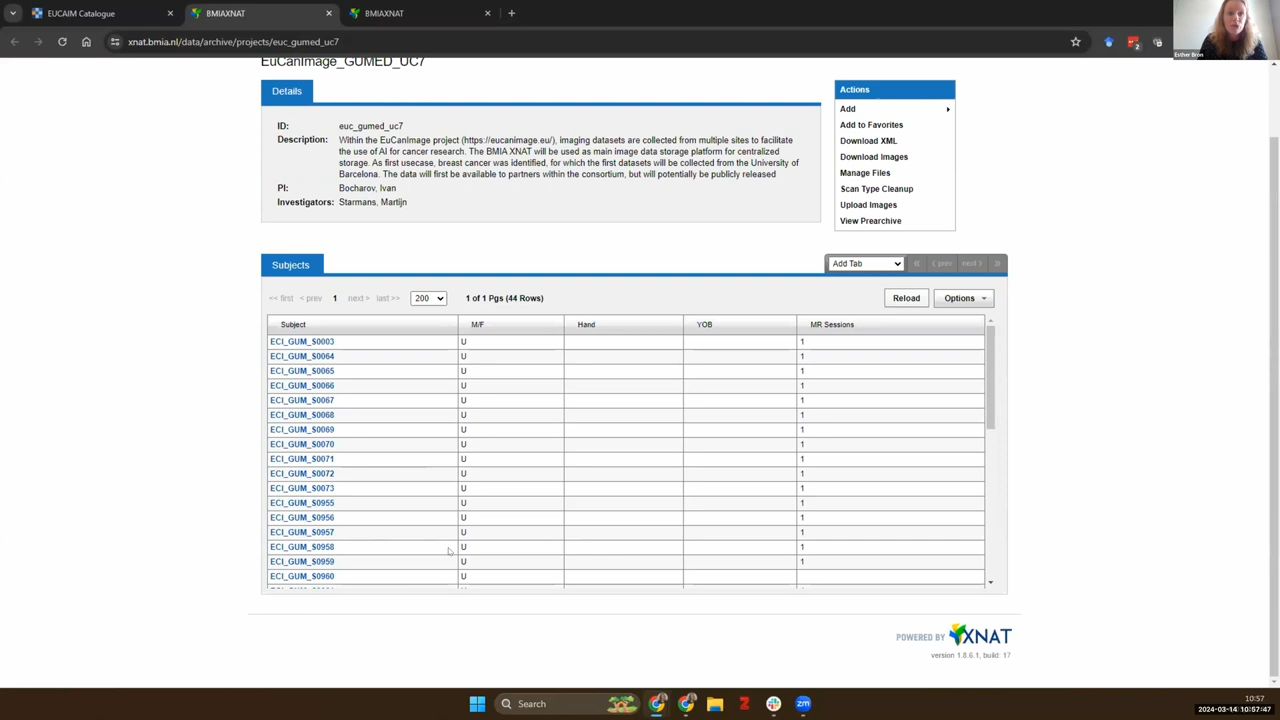 EUCAIM Catalogue
BMIAXNAT
BMIAXNAT
xnat.bmia.nl/data/archive/projects/euc_gumed_uc7
2
Esther Bron
EuCanImage_GUMED_UC7
Details
ID: euc_gumed_uc7
Description: Within the EuCanImage project (https://eucanimage.eu/), imaging datasets are collected from multiple sites to facilitate
the use of AI for cancer research. The BMIA XNAT will be used as main image data storage platform for centralized
storage. As first usecase, breast cancer was identified, for which the first datasets will be collected from the University of
Barcelona. The data will first be available to partners within the consortium, but will potentially be publicly released
PI: Bocharov, Ivan
Investigators: Starmans, Martijn
Actions
Add
Add to Favorites
Download XML
Download Images
Manage Files
Scan Type Cleanup
Upload Images
View Prearchive
Subjects
Add Tab
< prev next >
<< first < prev 1 next > last >> 200 1 of 1 Pgs (44 Rows)
Reload Options
Subject M/F Hand YOB MR Sessions
ECI_GUM_S0003 U 1
ECI_GUM_S0064 U 1
ECI_GUM_S0065 U 1
ECI_GUM_S0066 U 1
ECI_GUM_S0067 U 1
ECI_GUM_S0068 U 1
ECI_GUM_S0069 U 1
ECI_GUM_S0070 U 1
ECI_GUM_S0071 U 1
ECI_GUM_S0072 U 1
ECI_GUM_S0073 U 1
ECI_GUM_S0955 U 1
ECI_GUM_S0956 U 1
ECI_GUM_S0957 U 1
ECI_GUM_S0958 U 1
ECI_GUM_S0959 U 1
ECI_GUM_S0960 U
POWERED BY XNAT
version 1.8.6.1, build: 17
Search
Z
zm
10:57
2024-03-14 10:57:47